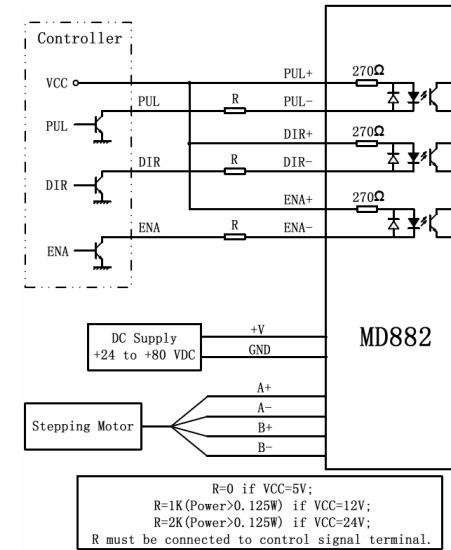 Controller
VCC
PUL+
270Ω
PUL
R
PUL-
PUL
DIR+
270Ω
DIR
R
DIR-
DIR
ENA+
270Ω
ENA
R
ENA-
ENA
DC Supply
+24 to +80 VDC
+V
GND
MD882
Stepping Motor
A+
A-
B+
B-
R=0 if VCC=5V;
R=1K(Power>0.125W) if VCC=12V;
R=2K(Power>0.125W) if VCC=24V;
R must be connected to control signal terminal.